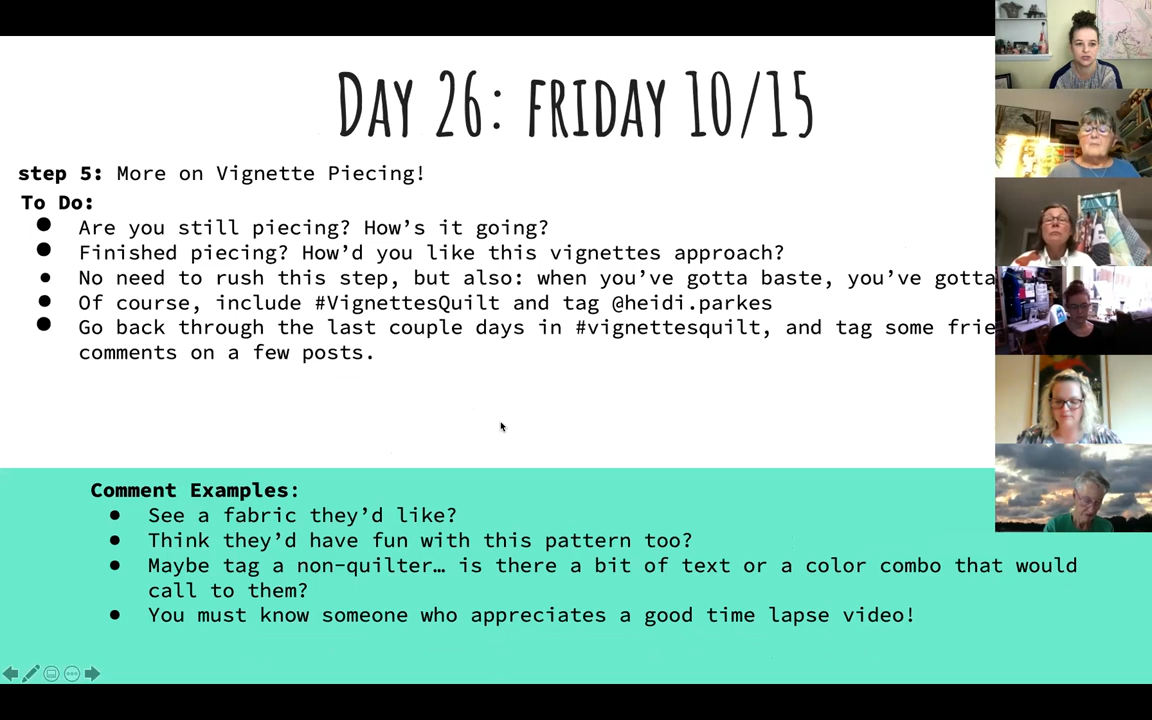 Day 26: Friday 10/15
step 5: More on Vignette Piecing!
To Do:
● Are you still piecing? How’s it going?
● Finished piecing? How’d you like this vignettes approach?
● No need to rush this step, but also: when you’ve gotta baste, you’ve gotta
● Of course, include #VignettesQuilt and tag @heidi.parkes
● Go back through the last couple days in #vignettesquilt, and tag some
comments on a few posts.
Comment Examples:
● See a fabric they’d like?
● Think they’d have fun with this pattern too?
● Maybe tag a non-quilter… is there a bit of text or a color combo that would
call to them?
● You must know someone who appreciates a good time lapse video!